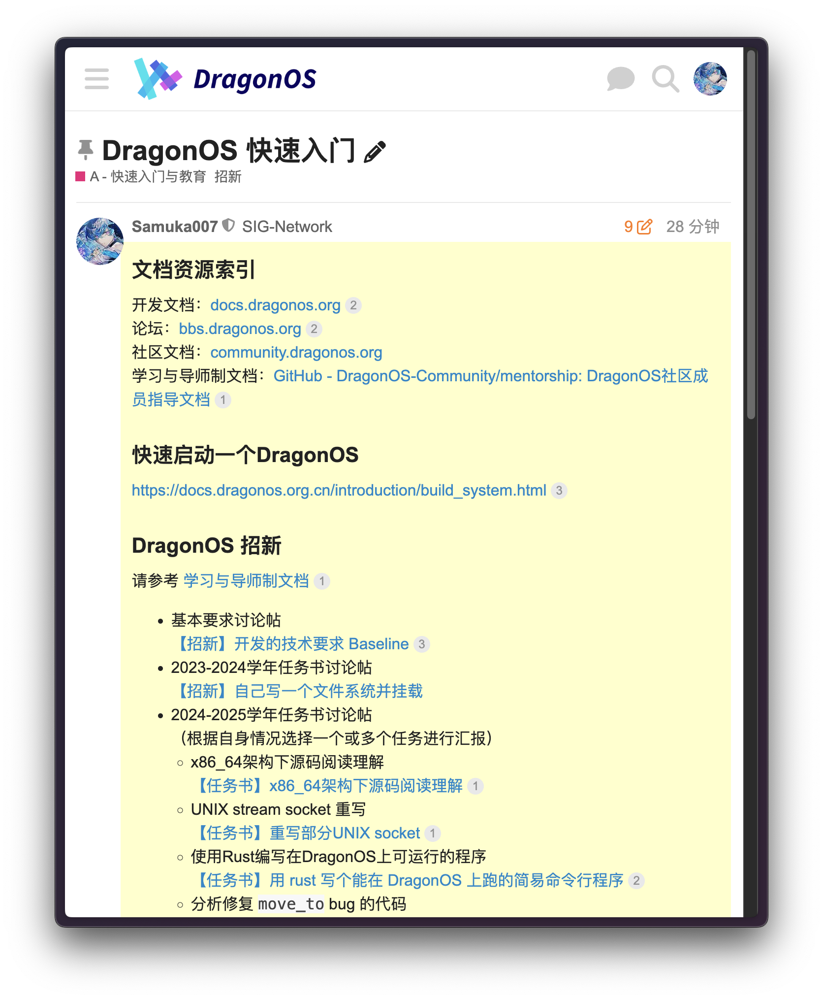 DragonOS
DragonOS 快速入门
A - 快速入门与教育 招新
Samuka007 SIG-Network 9 28 分钟
文档资源索引
开发文档：docs.dragonos.org 2
论坛：bbs.dragonos.org 2
社区文档：community.dragonos.org
学习与导师制文档：GitHub - DragonOS-Community/mentorship: DragonOS社区成
员指导文档 1
快速启动一个DragonOS
https://docs.dragonos.org.cn/introduction/build_system.html 3
DragonOS 招新
请参考 学习与导师制文档 1
• 基本要求讨论帖
【招新】开发的技术要求 Baseline 3
• 2023-2024学年任务书讨论帖
【招新】自己写一个文件系统并挂载
• 2024-2025学年任务书讨论帖
（根据自身情况选择一个或多个任务进行汇报）
◦ x86_64架构下源码阅读理解
【任务书】x86_64架构下源码阅读理解 1
◦ UNIX stream socket 重写
【任务书】重写部分UNIX socket 1
◦ 使用Rust编写在DragonOS上可运行的程序
【任务书】用 rust 写个能在 DragonOS 上跑的简易命令行程序 2
◦ 分析修复 move_to bug 的代码